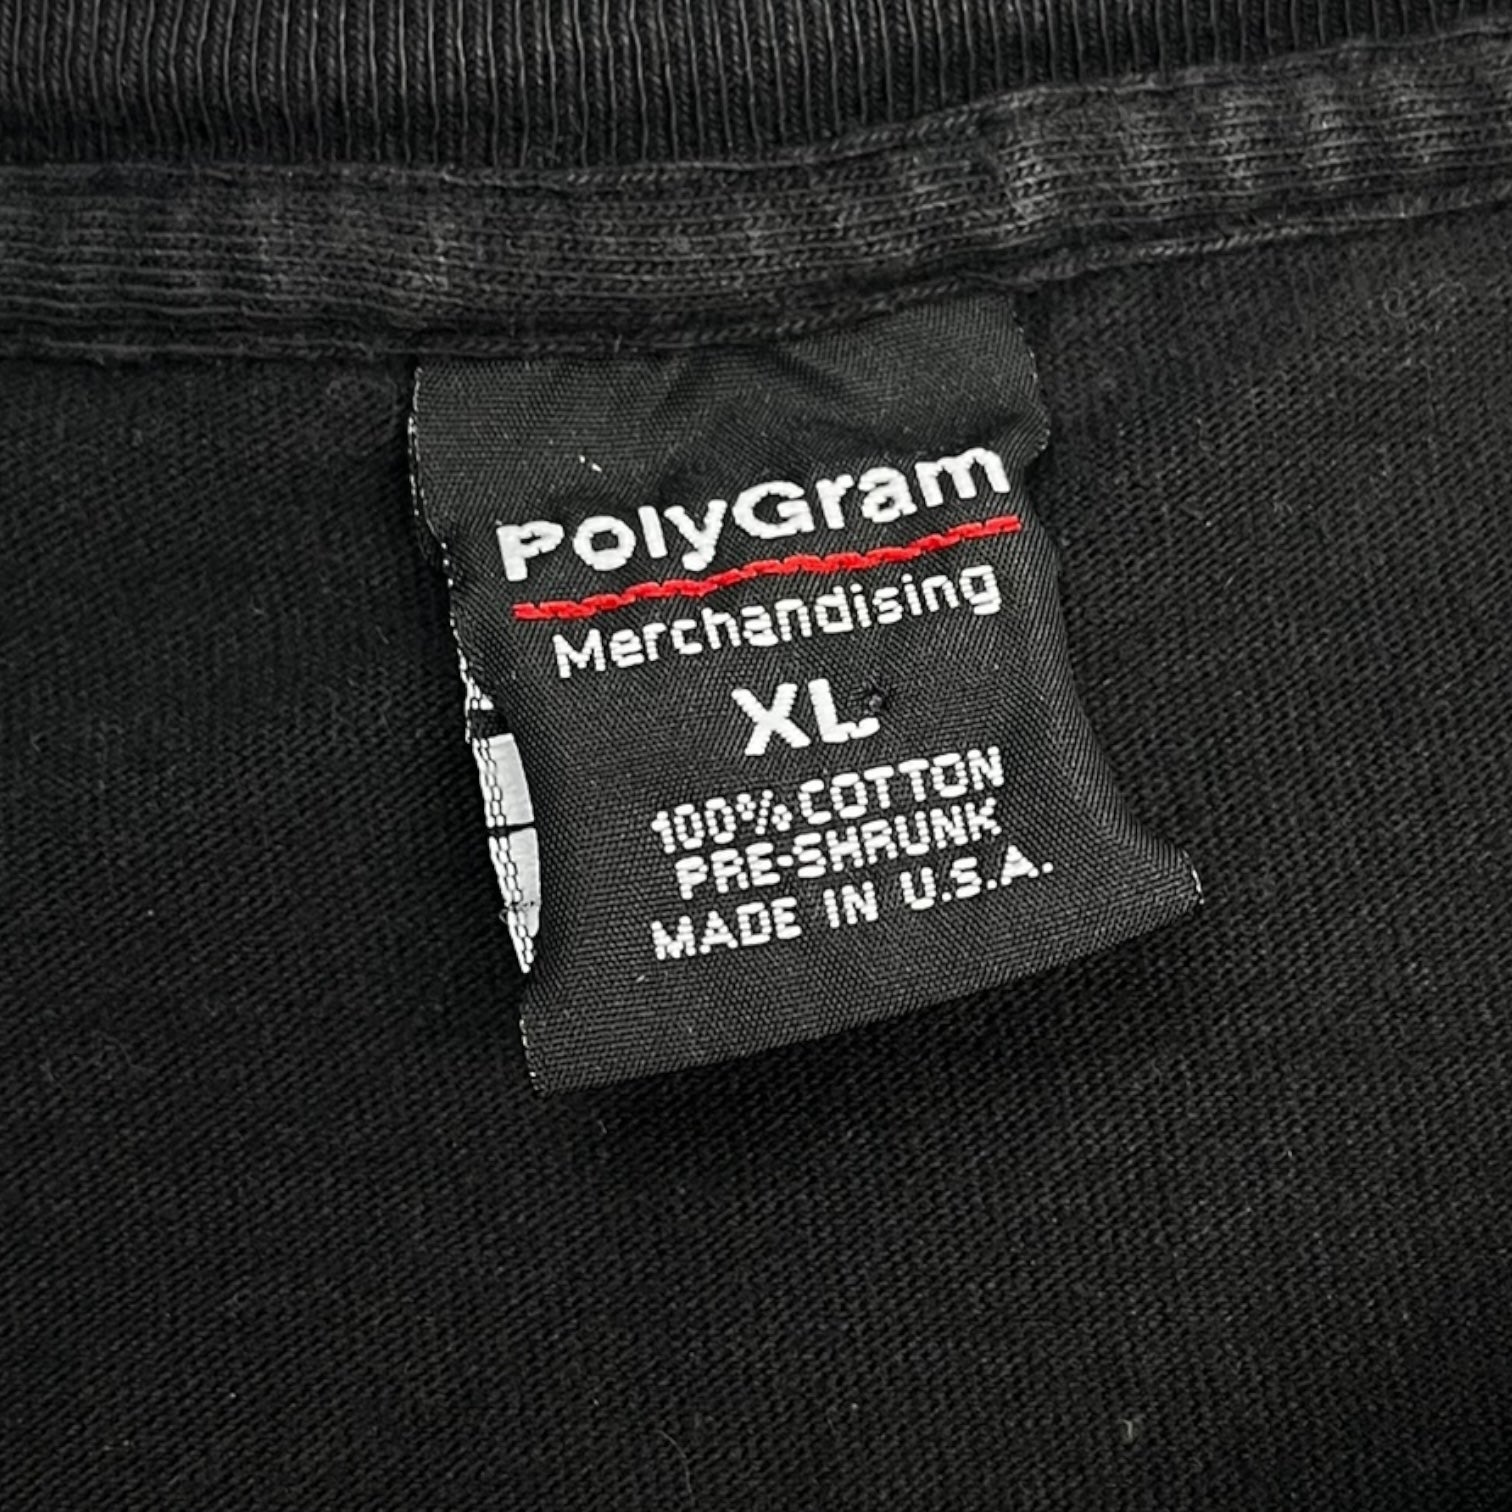 PolyGram
Merchandising
XL
100% COTTON
PRE-SHRUNK
MADE IN U.S.A.